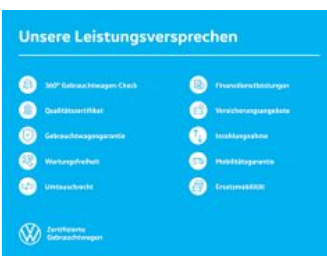 Unsere Leistungsversprechen
360° Gebrauchtwagen-Check
Qualitätszertifikat
Gebrauchtwagengarantie
Wartungsfreiheit
Umtauschrecht
Finanzdienstleistungen
Versicherungsangebote
Inzahlungnahme
Mobilitätsgarantie
Ersatzmobilität
Zertifizierte
Gebrauchtwagen